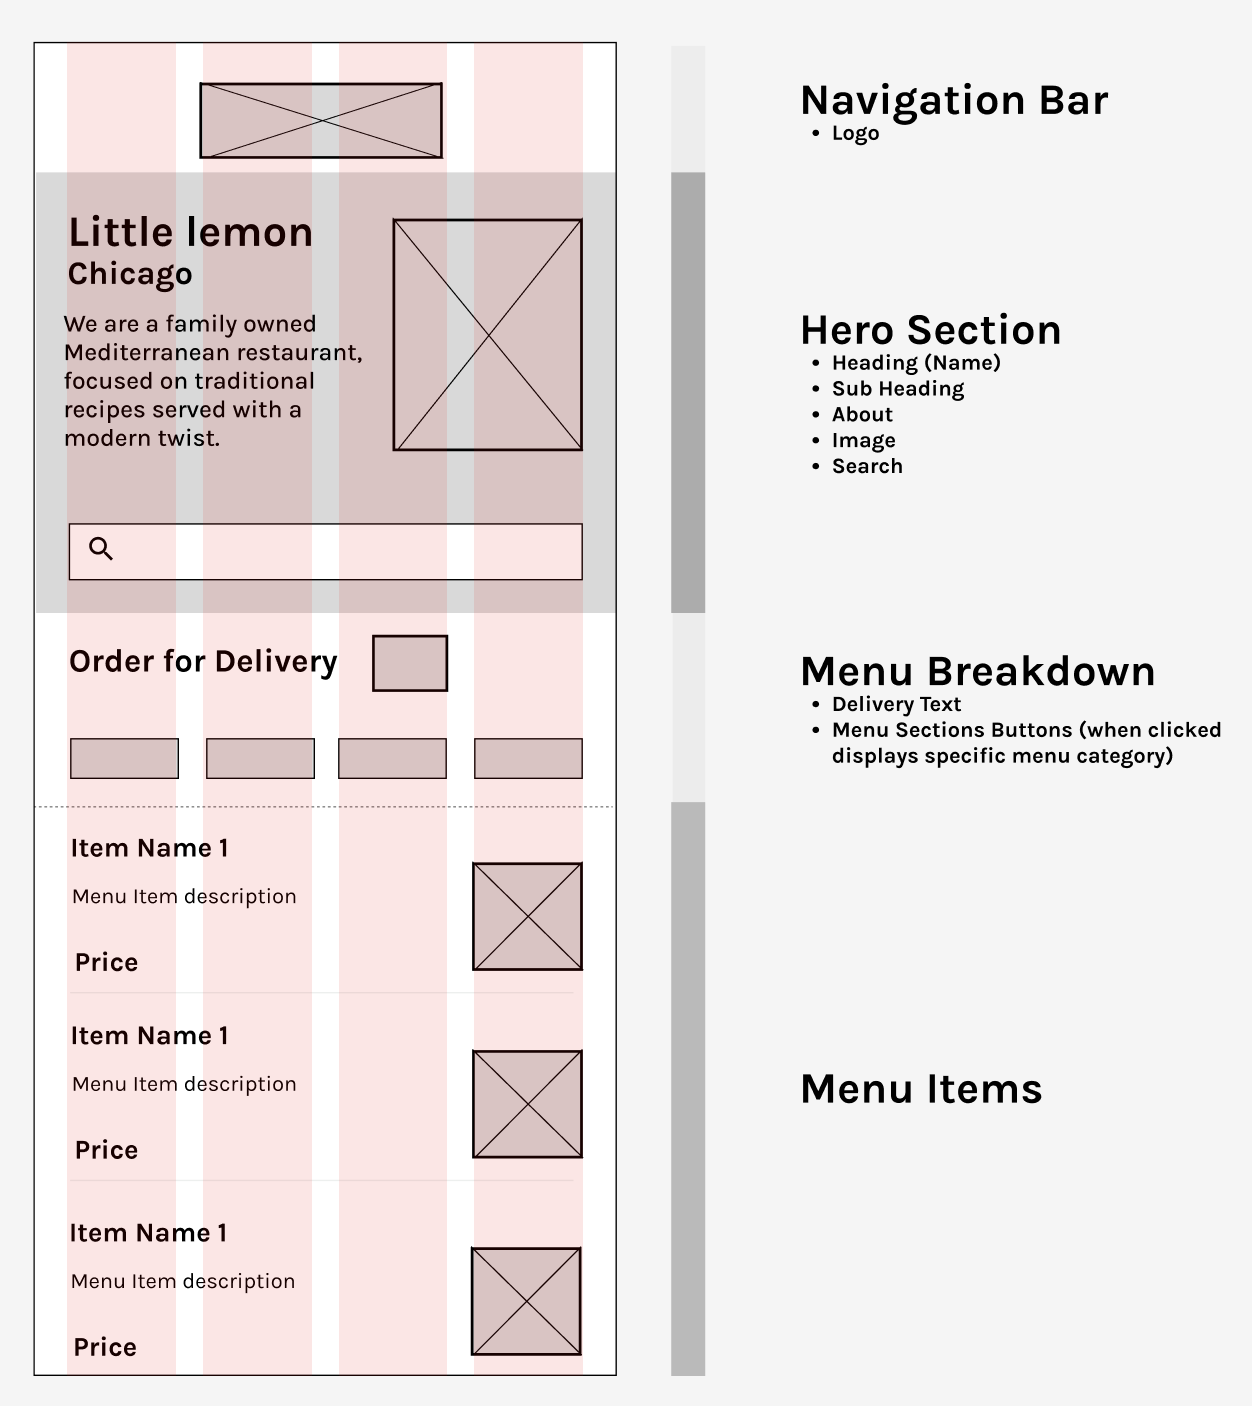 Navigation Bar
• Logo
Little lemon
Chicago
We are a family owned
Mediterranean restaurant,
focused on traditional
recipes served with a
modern twist.
Hero Section
• Heading (Name)
• Sub Heading
• About
• Image
• Search
Order for Delivery
Menu Breakdown
• Delivery Text
• Menu Sections Buttons (when clicked
displays specific menu category)
Item Name 1
Menu Item description
Price
Item Name 1
Menu Item description
Price
Item Name 1
Menu Item description
Price
Menu Items